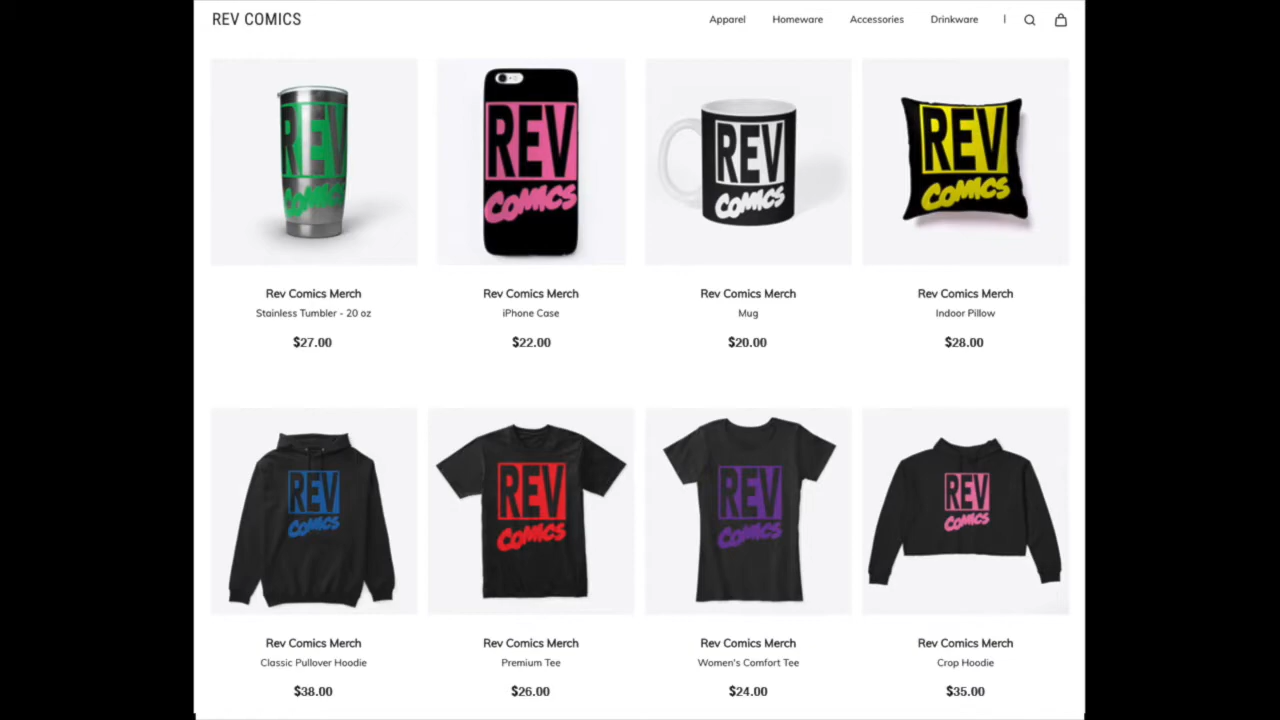 REV COMICS
Apparel Homeware Accessories Drinkware |
REV
COMICS
REV
COMICS
REV
COMICS
REV
COMICS
Rev Comics Merch
Stainless Tumbler - 20 oz
$27.00
Rev Comics Merch
iPhone Case
$22.00
Rev Comics Merch
Mug
$20.00
Rev Comics Merch
Indoor Pillow
$28.00
REV
COMICS
REV
COMICS
REV
COMICS
REV
COMICS
Rev Comics Merch
Classic Pullover Hoodie
$38.00
Rev Comics Merch
Premium Tee
$26.00
Rev Comics Merch
Women's Comfort Tee
$24.00
Rev Comics Merch
Crop Hoodie
$35.00